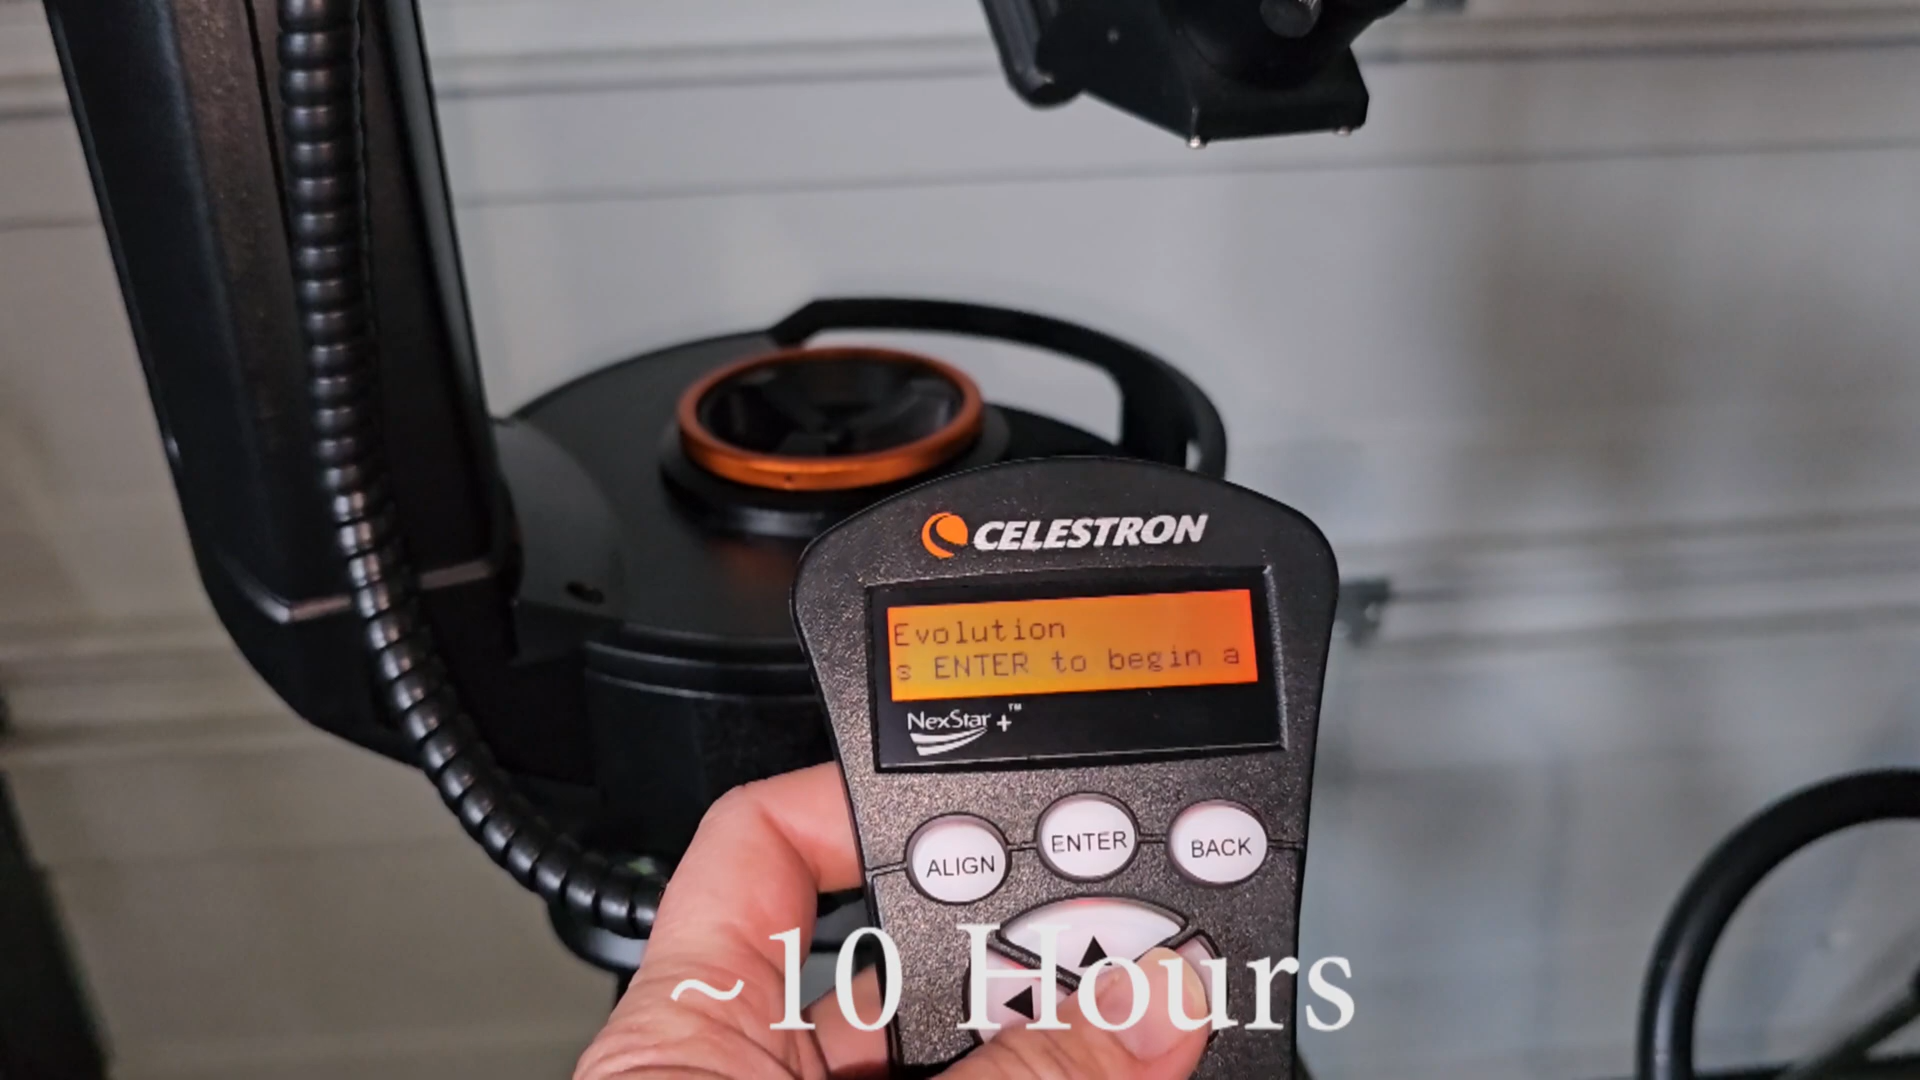 CELESTRON
Evolution
s ENTER to begin a
NexStar +™
ALIGN ENTER BACK
~10 Hours